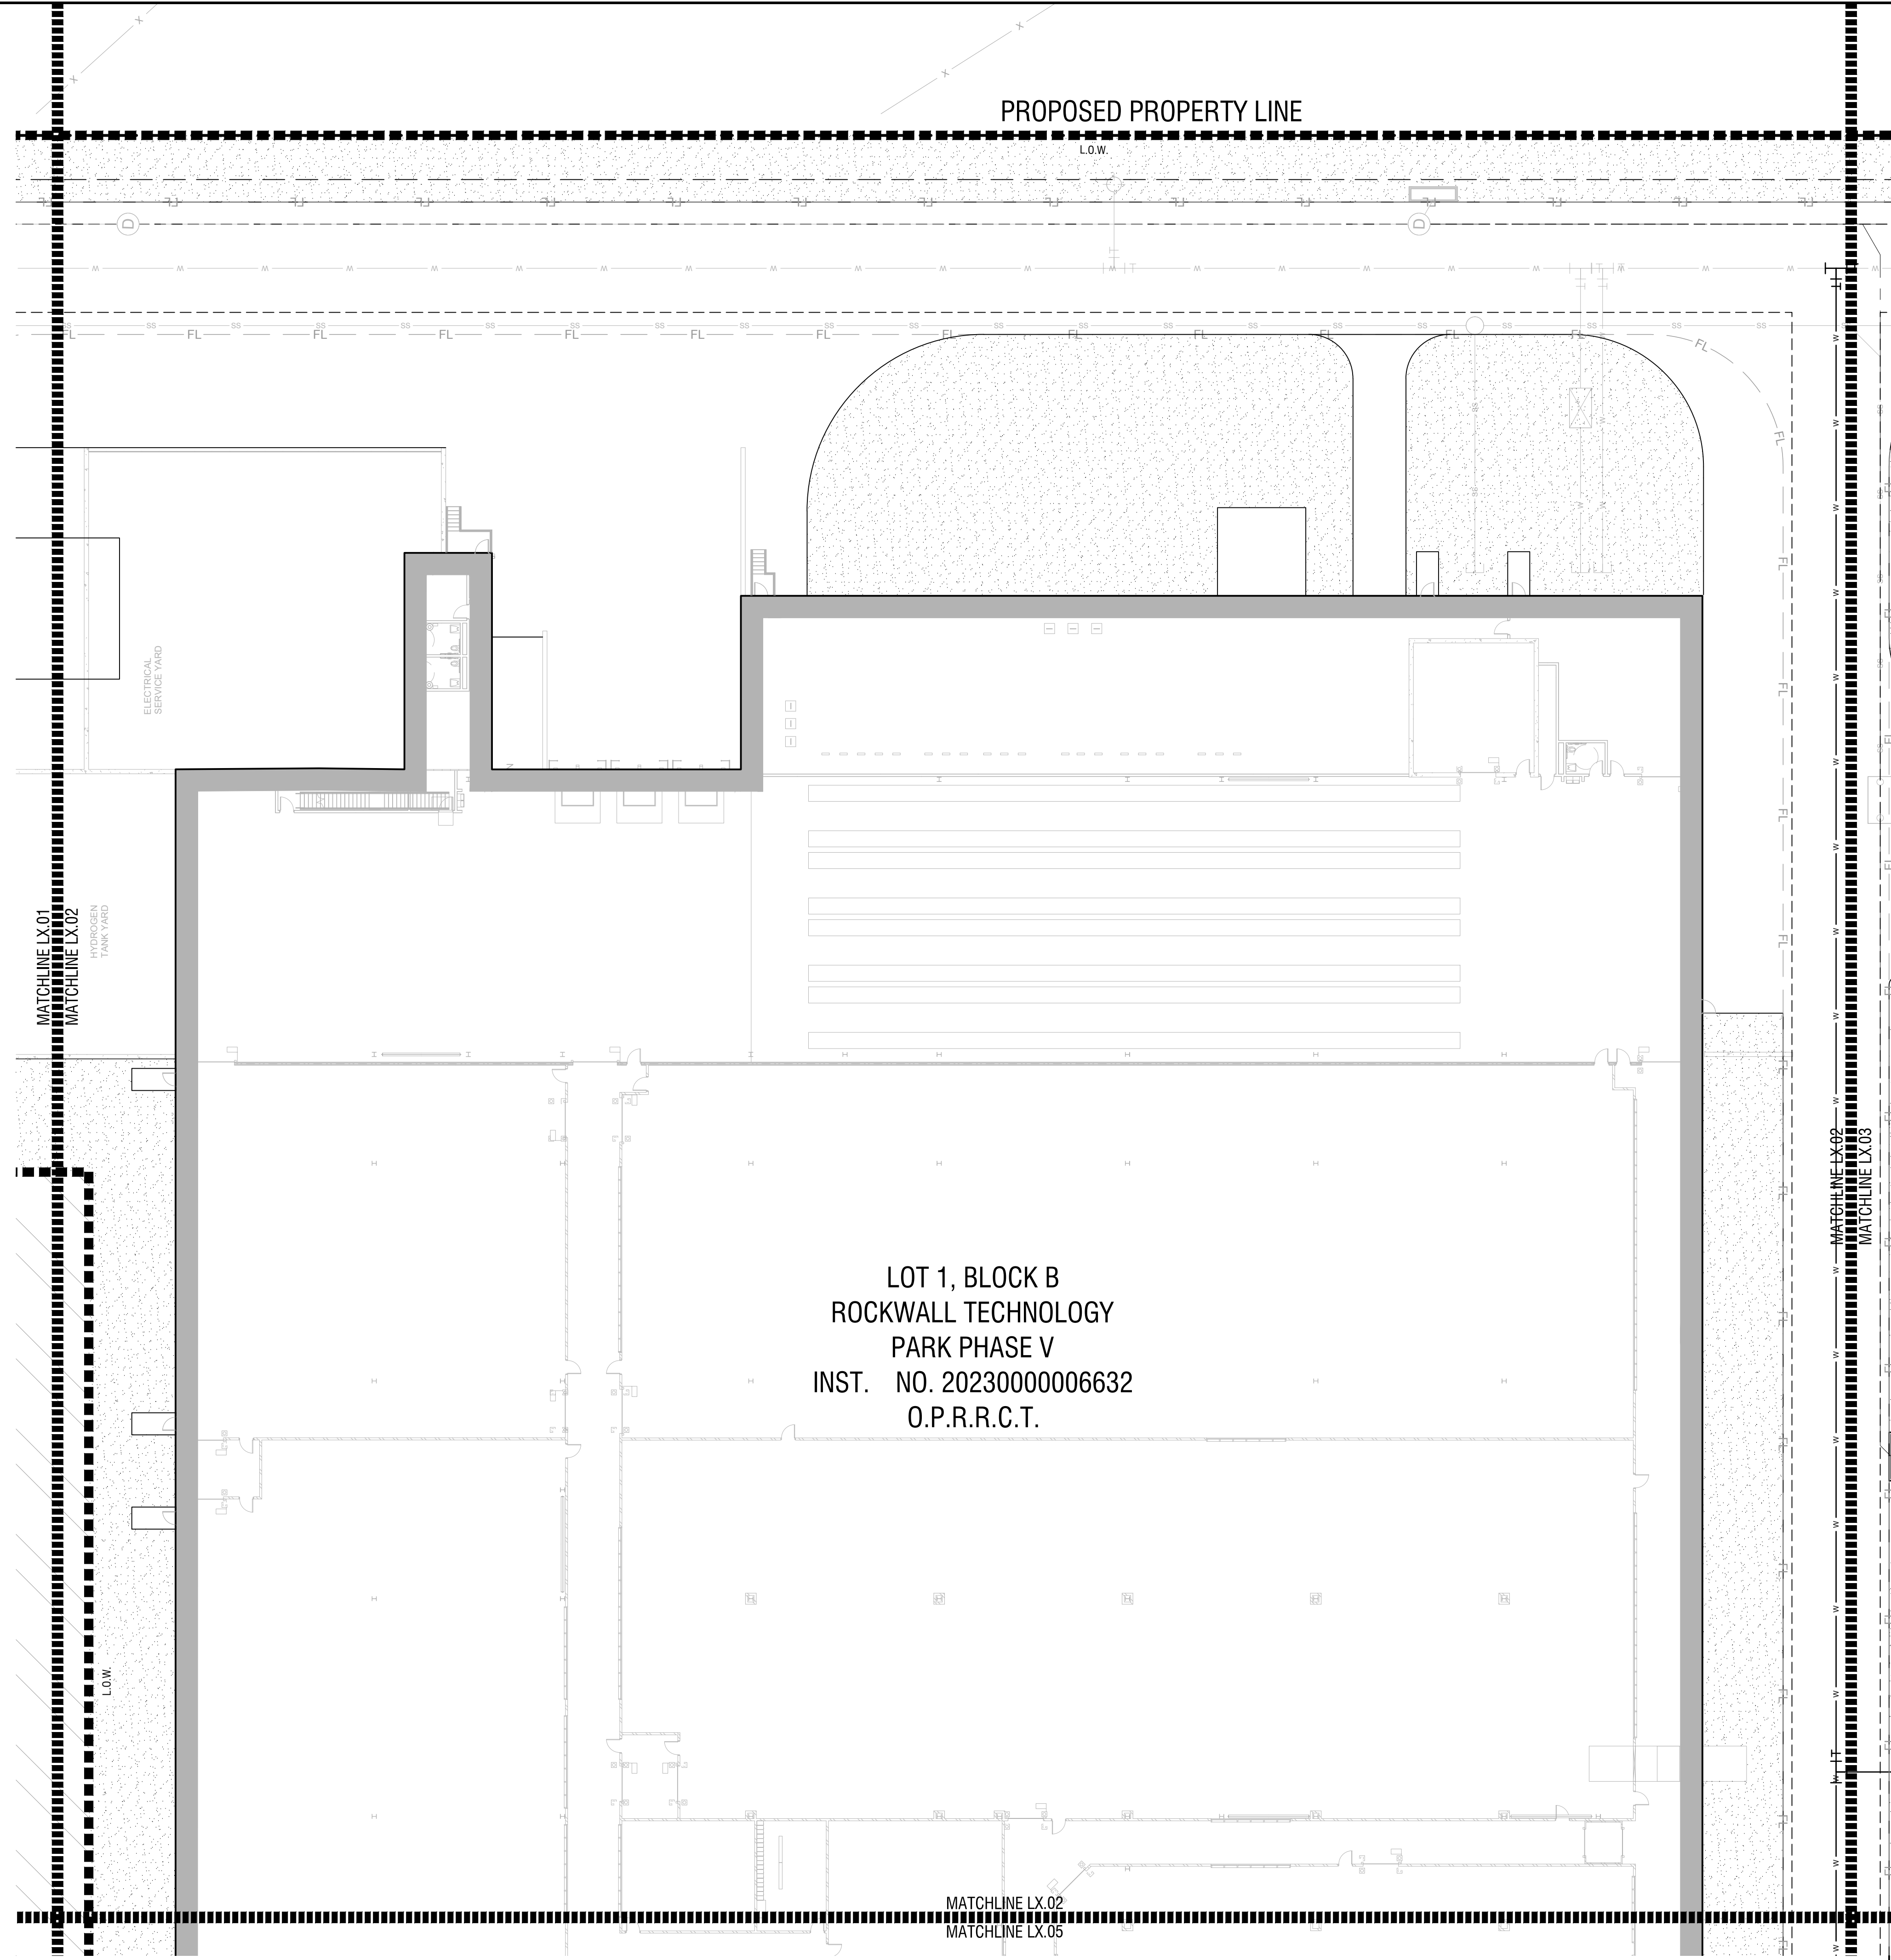 PROPOSED PROPERTY LINE
L.O.W.
D
D
ELECTRICAL
SERVICE YARD
HYDROGEN
TANK YARD
MATCHLINE LX.01
MATCHLINE LX.02
MATCHLINE LX.02
MATCHLINE LX.03
LOT 1, BLOCK B
ROCKWALL TECHNOLOGY
PARK PHASE V
INST. NO. 20230000006632
O.P.R.R.C.T.
L.O.W.
MATCHLINE LX.02
MATCHLINE LX.05